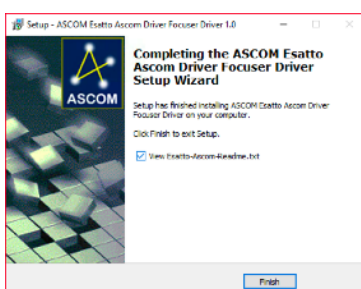 Setup - ASCOM Esatto Ascom Driver Focuser Driver 1.0
ASCOM
Completing the ASCOM Esatto
Ascom Driver Focuser Driver
Setup Wizard
Setup has finished installing ASCOM Esatto Ascom Driver
Focuser Driver on your computer.
Click Finish to exit Setup.
View Esatto-Ascom-Readme.txt
Finish